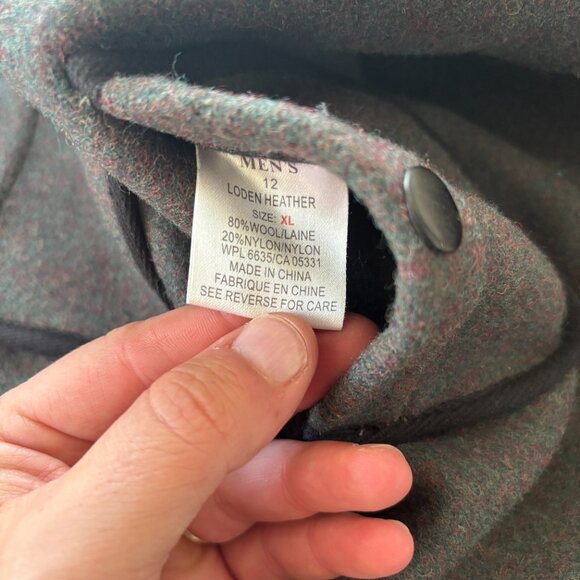 MEN'S
12
LODEN HEATHER
SIZE: XL
80%WOOL/LAINE
20%NYLON/NYLON
WPL 6635/CA 05331
MADE IN CHINA
FABRIQUE EN CHINE
SEE REVERSE FOR CARE